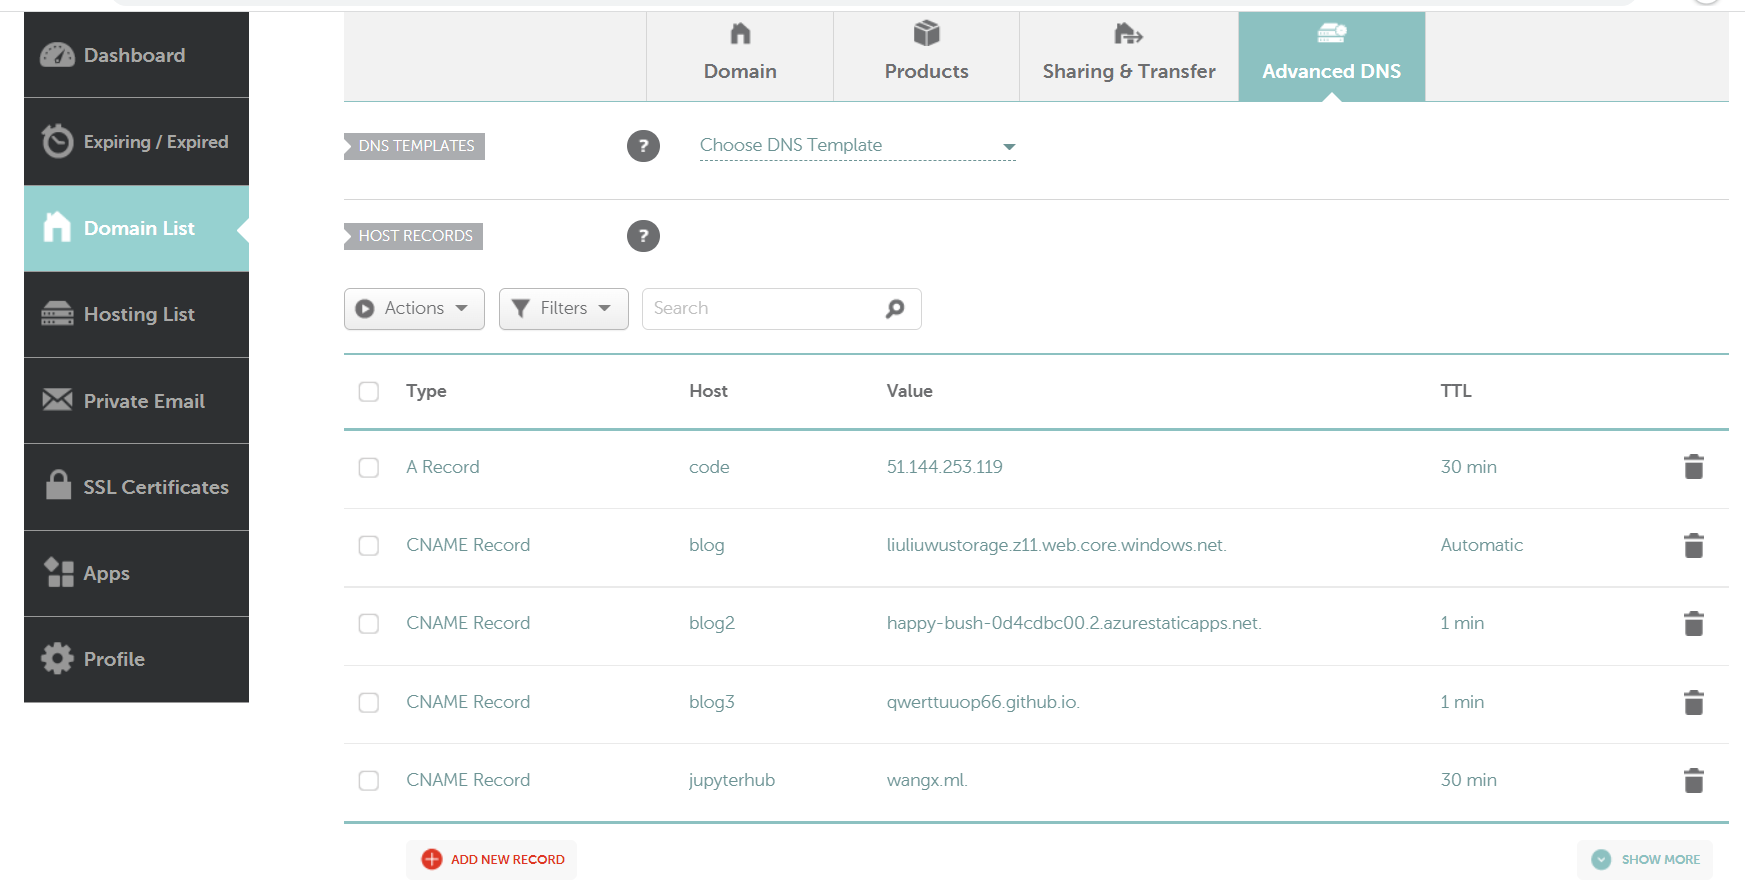 Dashboard
Expiring / Expired
Domain List
Hosting List
Private Email
SSL Certificates
Apps
Profile
Domain
Products
Sharing & Transfer
Advanced DNS
DNS TEMPLATES
?
Choose DNS Template
HOST RECORDS
?
Actions
Filters
Search
Type Host Value TTL
A Record code 51.144.253.119 30 min
CNAME Record blog liuliuwustorage.z11.web.core.windows.net. Automatic
CNAME Record blog2 happy-bush-0d4cdbc00.2.azurestaticapps.net. 1 min
CNAME Record blog3 qwerttuuop66.github.io. 1 min
CNAME Record jupyterhub wangx.ml. 30 min
ADD NEW RECORD
SHOW MORE